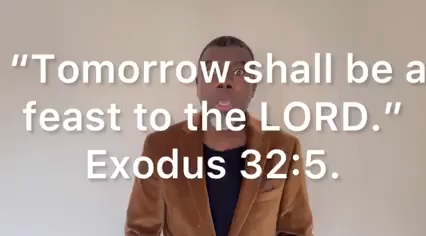 “Tomorrow shall be a
feast to the LORD.”
Exodus 32:5.